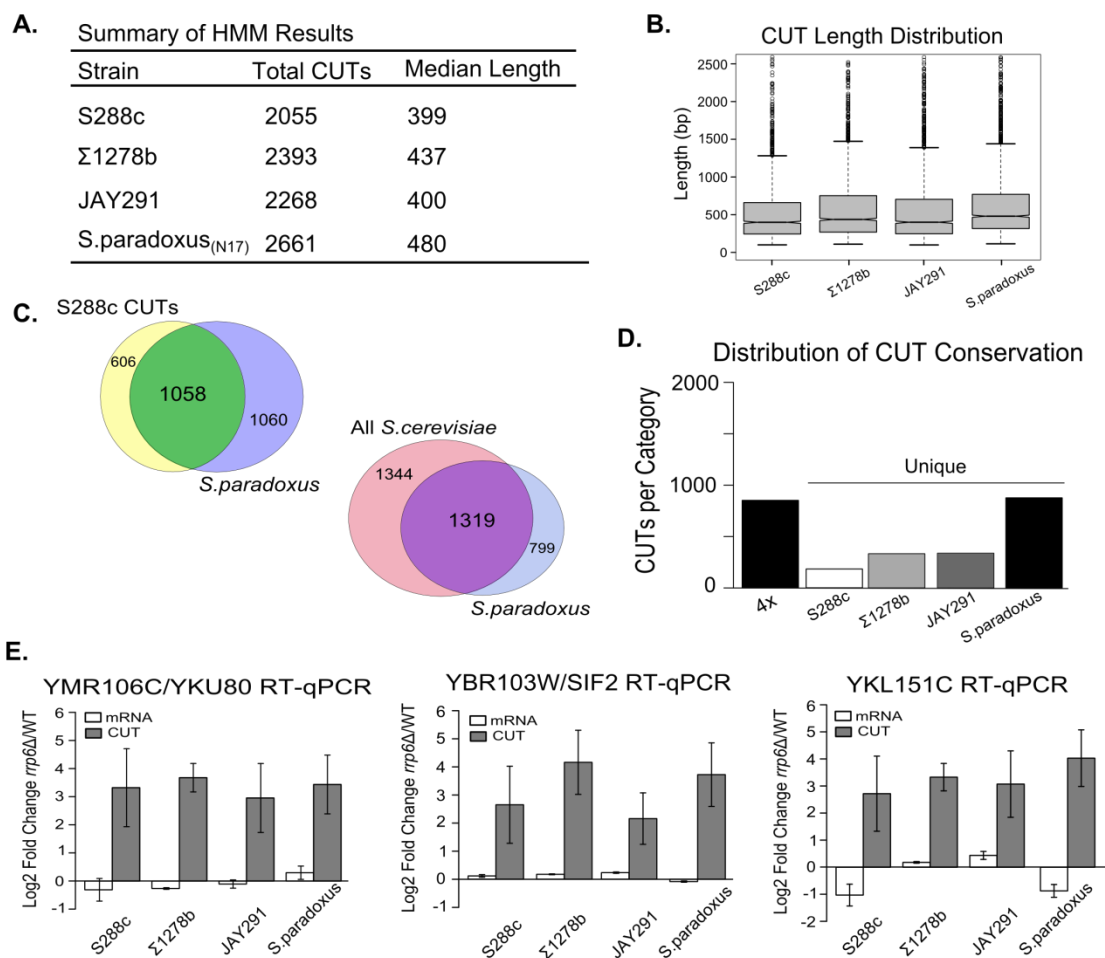 A.
Summary of HMM Results
Strain Total CUTs Median Length
S288c 2055 399
Σ1278b 2393 437
JAY291 2268 400
S.paradoxus(N17) 2661 480
B.
CUT Length Distribution
Length (bp)
2500
2000
1500
1000
500
0
S288c
Σ1278b
JAY291
S.paradoxus
C.
S288c CUTs
606
1058
1060
S.paradoxus
All S.cerevisiae
1344
1319
799
S.paradoxus
D.
Distribution of CUT Conservation
CUTs per Category
2000
1000
0
Unique
4x
S288c
Σ1278b
JAY291
S.paradoxus
E.
YMR106C/YKU80 RT-qPCR
Log2 Fold Change rrp6Δ/WT
6
5
4
3
2
1
0
-1
mRNA
CUT
S288c
Σ1278b
JAY291
S.paradoxus
YBR103W/SIF2 RT-qPCR
Log2 Fold Change rrp6Δ/WT
6
5
4
3
2
1
0
-1
mRNA
CUT
S288c
Σ1278b
JAY291
S.paradoxus
YKL151C RT-qPCR
Log2 Fold Change rrp6Δ/WT
6
5
4
3
2
1
0
-1
-2
mRNA
CUT
S288c
Σ1278b
JAY291
S.paradoxus